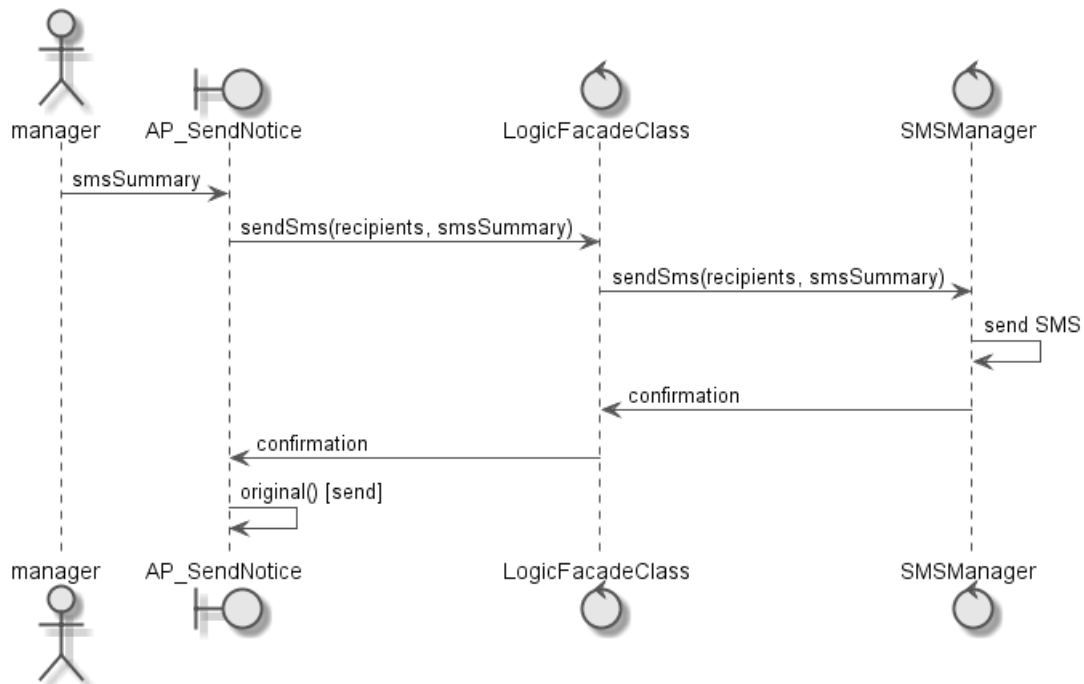 manager
AP_SendNotice
LogicFacadeClass
SMSManager
smsSummary
sendSms(recipients, smsSummary)
sendSms(recipients, smsSummary)
send SMS
confirmation
confirmation
original() [send]
manager
AP_SendNotice
LogicFacadeClass
SMSManager